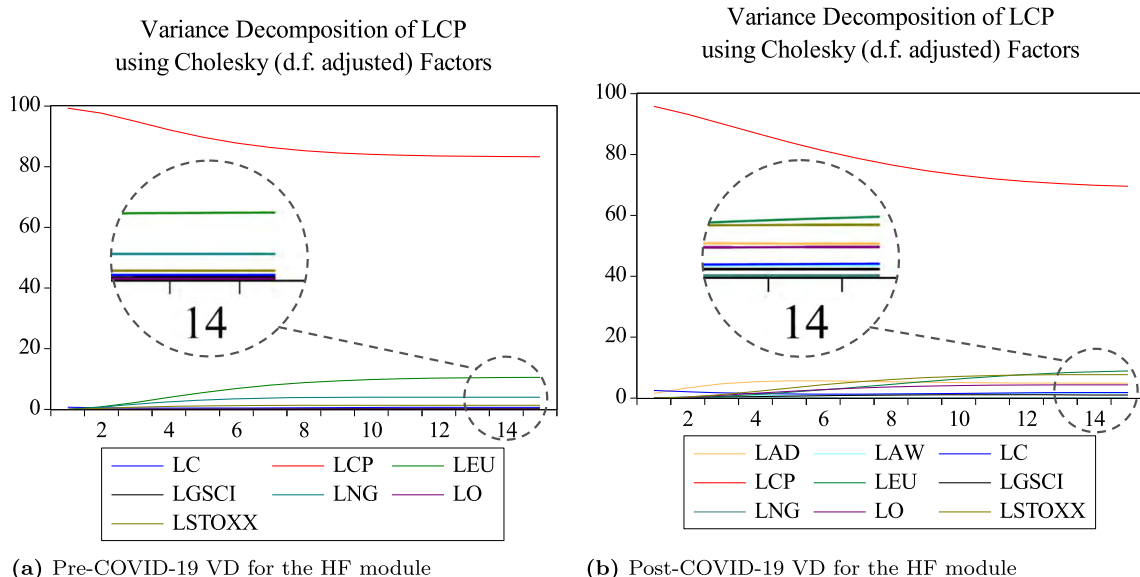 Variance Decomposition of LCP
using Cholesky (d.f. adjusted) Factors
100
80
60
40
20
0
14
2 4 6 8 10 12 14
LC LCP LEU
LGSCI LNG LO
LSTOXX
(a) Pre-COVID-19 VD for the HF module
Variance Decomposition of LCP
using Cholesky (d.f. adjusted) Factors
100
80
60
40
20
0
14
2 4 6 8 10 12 14
LAD LAW LC
LCP LEU LGSCI
LNG LO LSTOXX
(b) Post-COVID-19 VD for the HF module